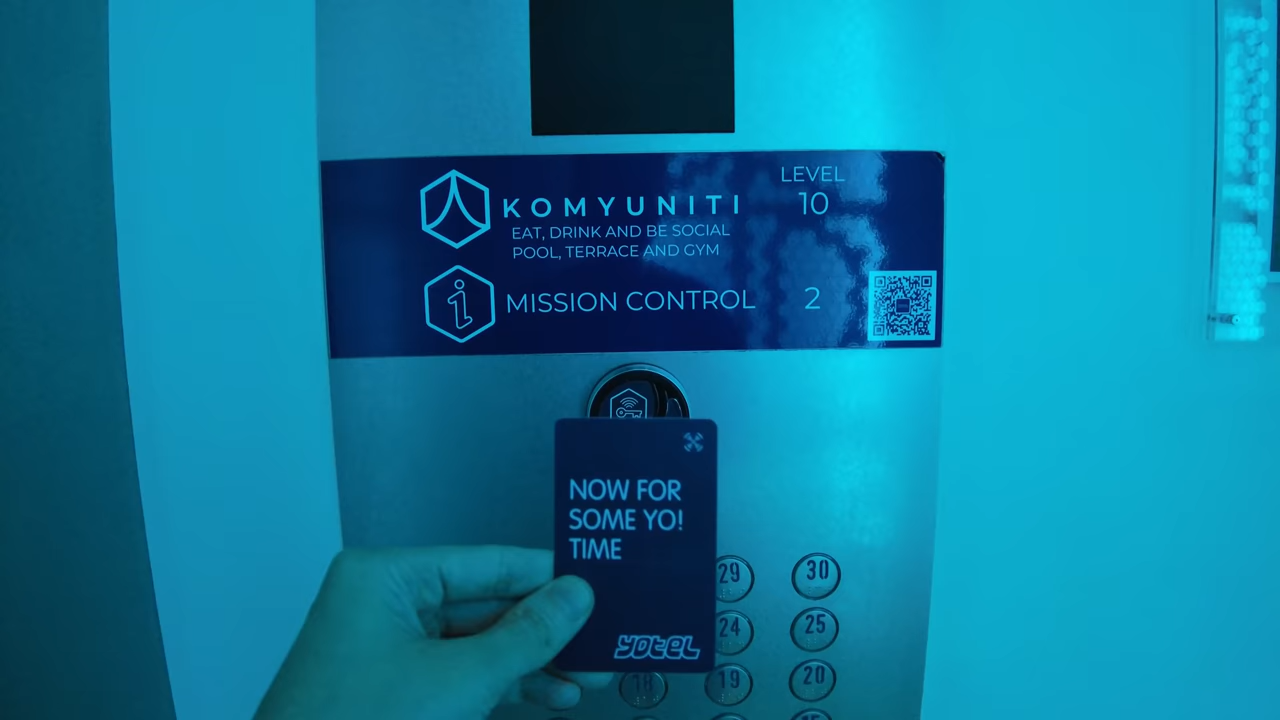 KOMYUNITI
EAT, DRINK AND BE SOCIAL
POOL, TERRACE AND GYM
LEVEL
10
MISSION CONTROL 2
NOW FOR
SOME YO!
TIME
YOTEL
29 30
24 25
18 19 20